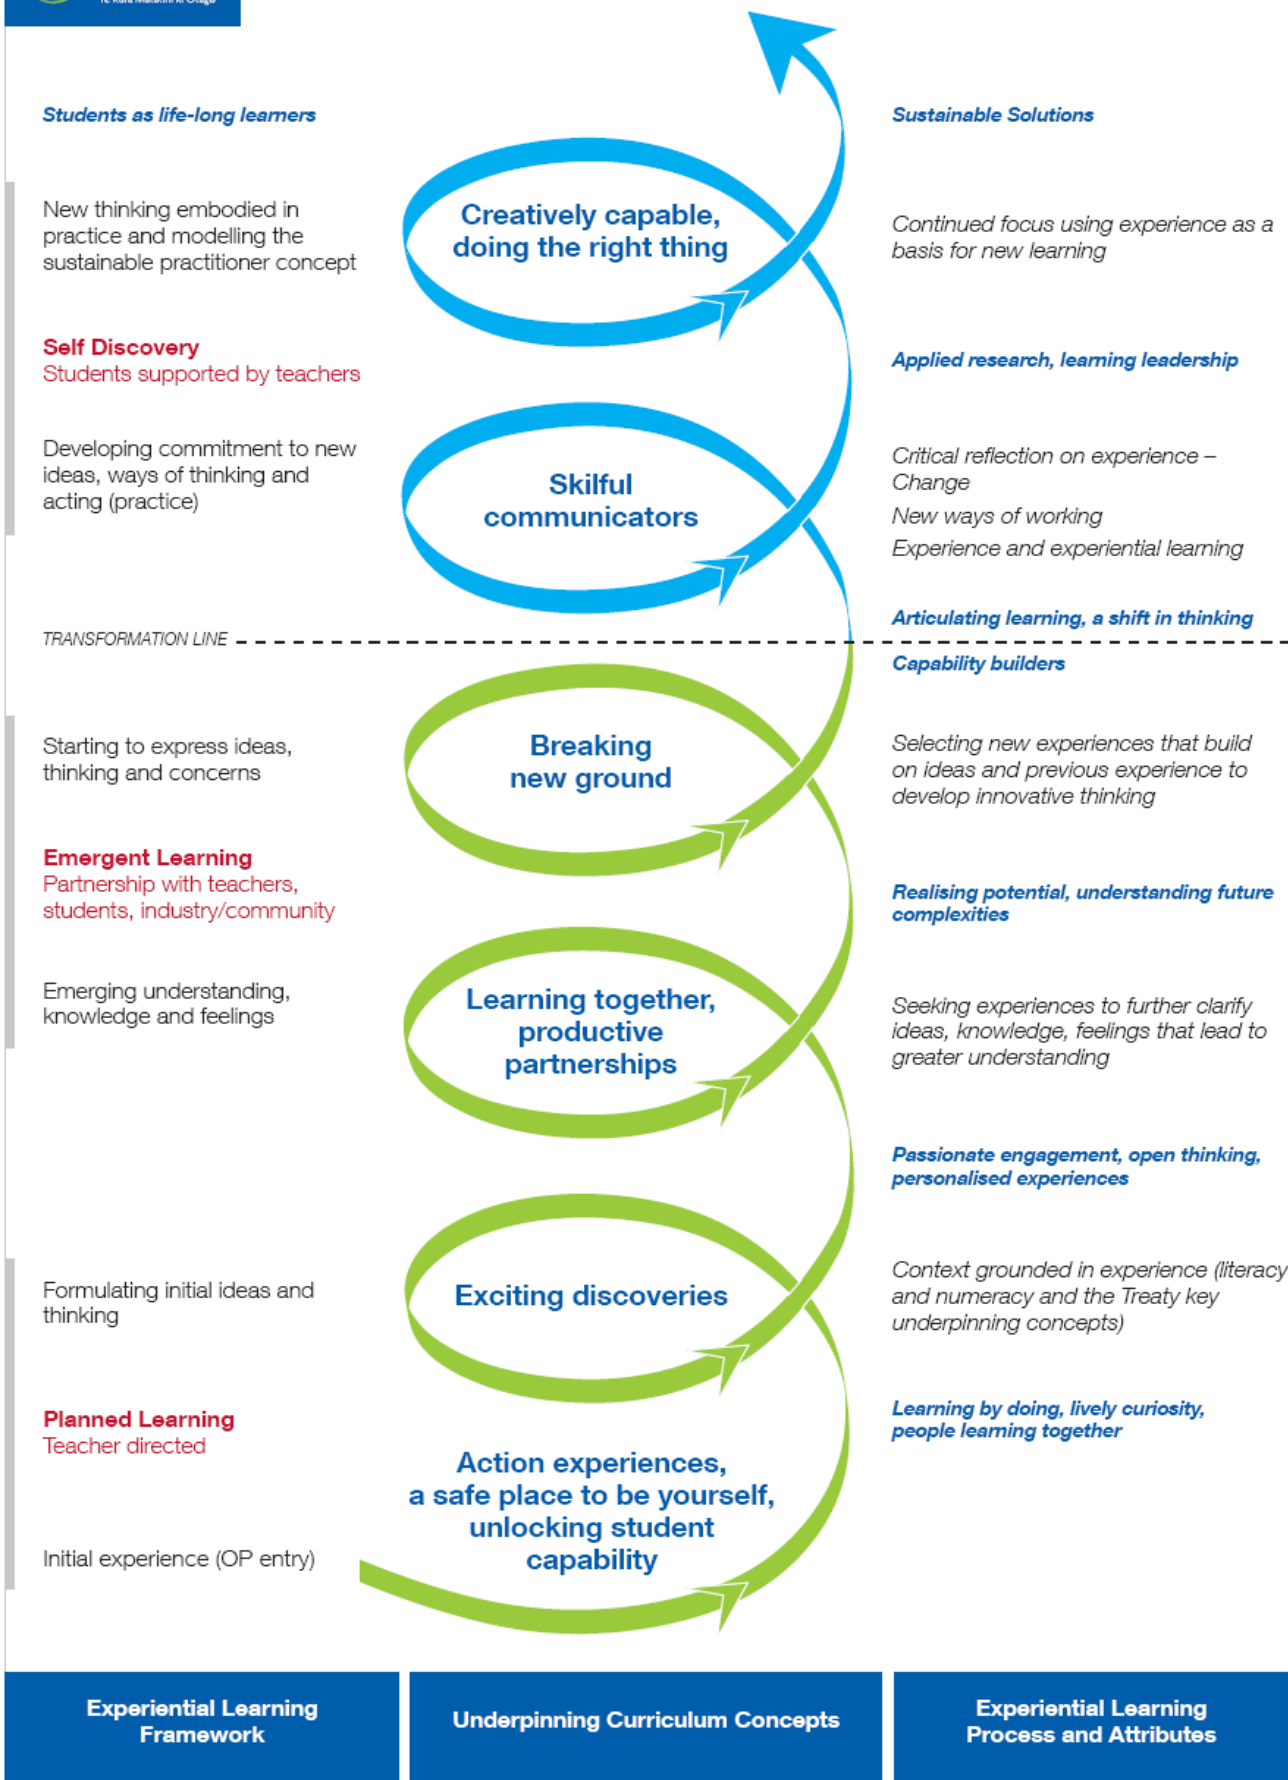 Students as life-long learners
New thinking embodied in
practice and modelling the
sustainable practitioner concept
Self Discovery
Students supported by teachers
Developing commitment to new
ideas, ways of thinking and
acting (practice)
TRANSFORMATION LINE
Starting to express ideas,
thinking and concerns
Emergent Learning
Partnership with teachers,
students, industry/community
Emerging understanding,
knowledge and feelings
Formulating initial ideas and
thinking
Planned Learning
Teacher directed
Initial experience (OP entry)
Experiential Learning
Framework
Creatively capable,
doing the right thing
Skilful
communicators
Breaking
new ground
Learning together,
productive
partnerships
Exciting discoveries
Action experiences,
a safe place to be yourself,
unlocking student
capability
Underpinning Curriculum Concepts
Sustainable Solutions
Continued focus using experience as a
basis for new learning
Applied research, learning leadership
Critical reflection on experience –
Change
New ways of working
Experience and experiential learning
Articulating learning, a shift in thinking
Capability builders
Selecting new experiences that build
on ideas and previous experience to
develop innovative thinking
Realising potential, understanding future
complexities
Seeking experiences to further clarify
ideas, knowledge, feelings that lead to
greater understanding
Passionate engagement, open thinking,
personalised experiences
Context grounded in experience (literacy
and numeracy and the Treaty key
underpinning concepts)
Learning by doing, lively curiosity,
people learning together
Experiential Learning
Process and Attributes